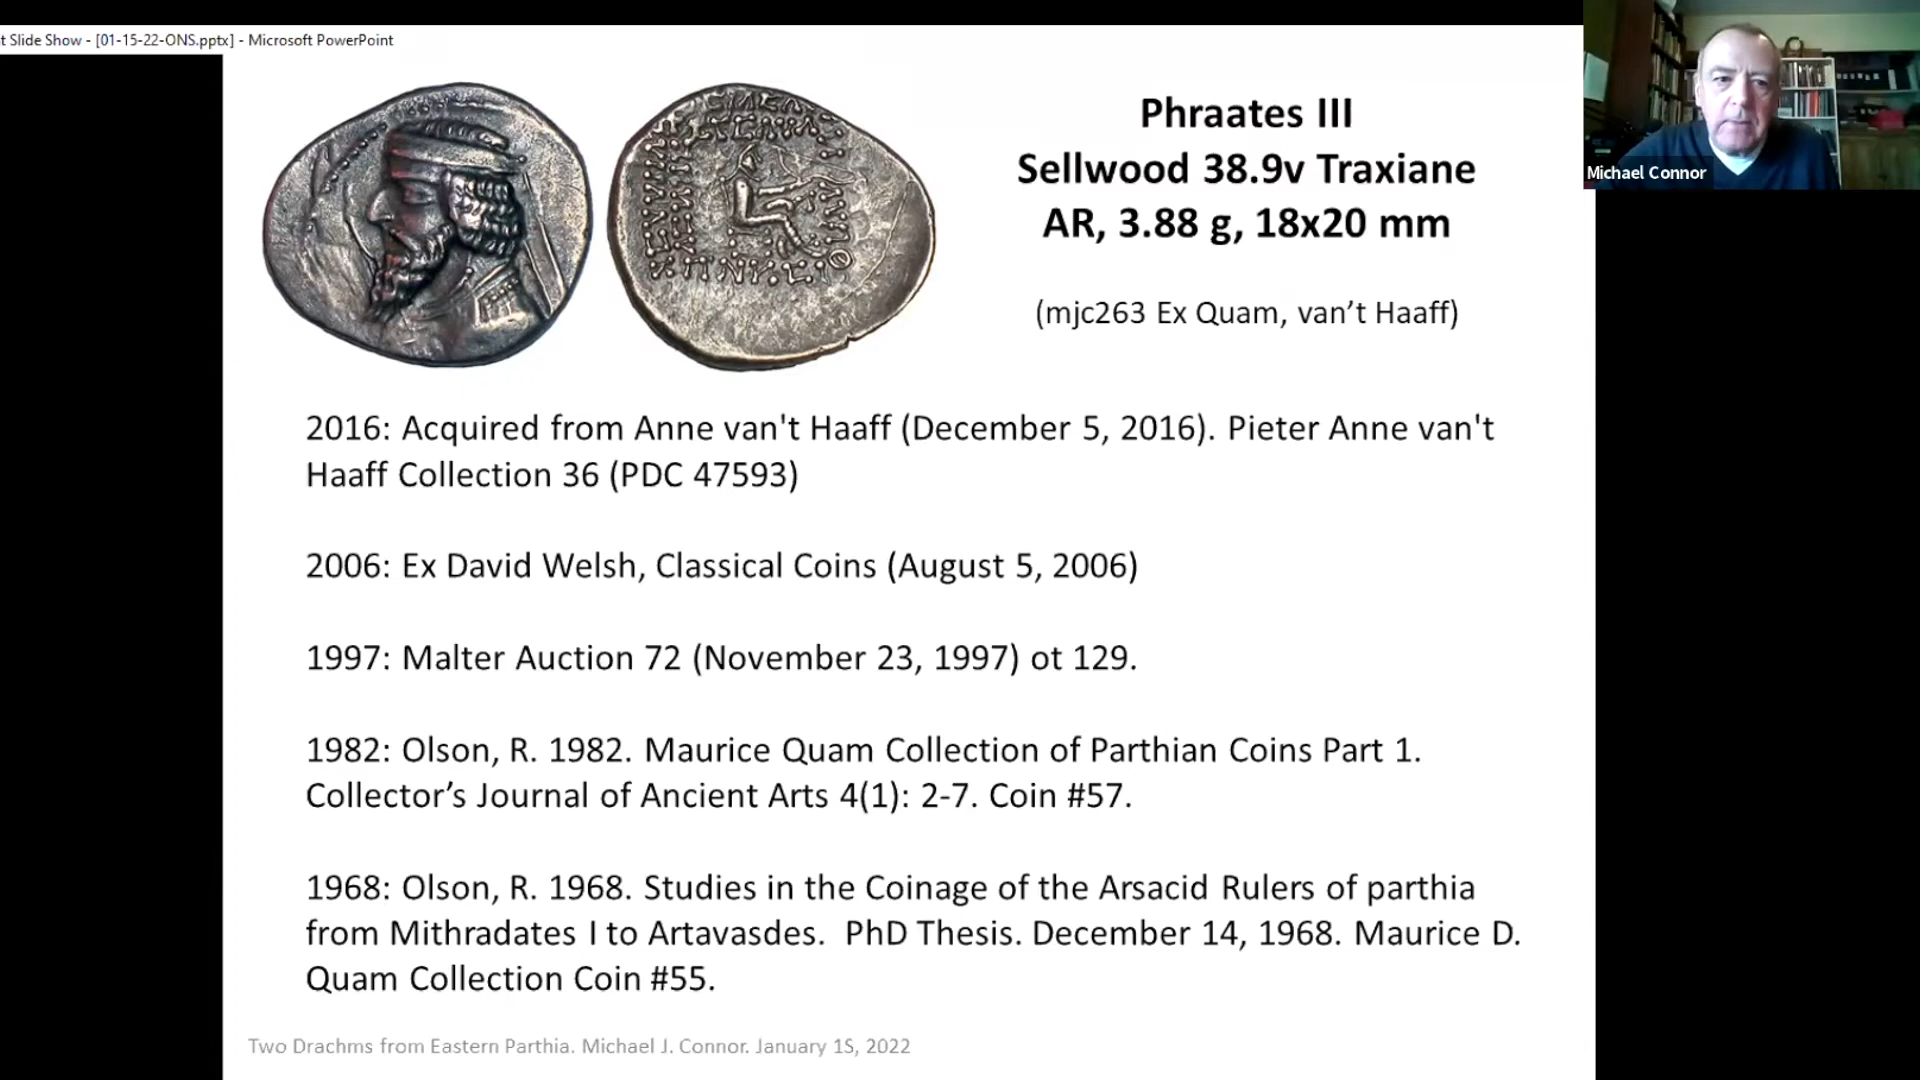 t Slide Show - [01-15-22-ONS.pptx] - Microsoft PowerPoint
Michael Connor
Phraates III
Sellwood 38.9v Traxiane
AR, 3.88 g, 18x20 mm
(mjc263 Ex Quam, van’t Haaff)
2016: Acquired from Anne van't Haaff (December 5, 2016). Pieter Anne van't
Haaff Collection 36 (PDC 47593)
2006: Ex David Welsh, Classical Coins (August 5, 2006)
1997: Malter Auction 72 (November 23, 1997) ot 129.
1982: Olson, R. 1982. Maurice Quam Collection of Parthian Coins Part 1.
Collector’s Journal of Ancient Arts 4(1): 2-7. Coin #57.
1968: Olson, R. 1968. Studies in the Coinage of the Arsacid Rulers of parthia
from Mithradates I to Artavasdes. PhD Thesis. December 14, 1968. Maurice D.
Quam Collection Coin #55.
Two Drachms from Eastern Parthia. Michael J. Connor. January 1S, 2022